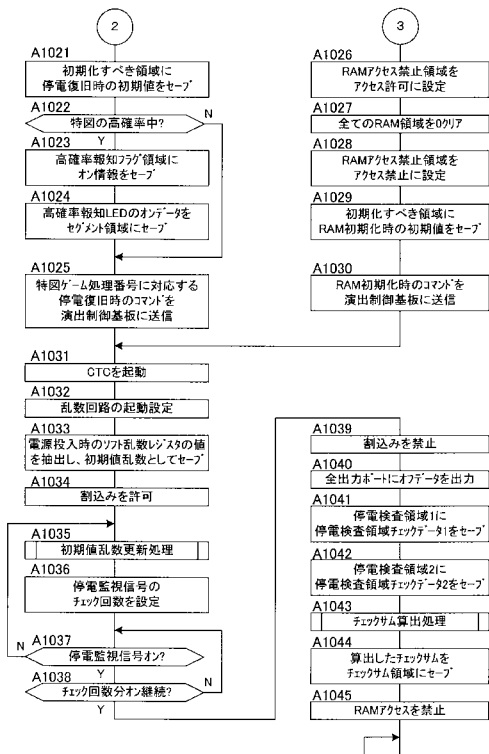 2
A1021
初期化すべき領域に
停電復旧時の初期値をセーブ
A1022
特図の高確率中?
N
Y
A1023
高確率報知フラグ領域に
オン情報をセーブ
A1024
高確率報知LEDのオンデータを
セグメント領域にセーブ
A1025
特図ゲーム処理番号に対応する
停電復旧時のコマンドを
演出制御基板に送信
3
A1026
RAMアクセス禁止領域を
アクセス許可に設定
A1027
全てのRAM領域を0クリア
A1028
RAMアクセス禁止領域を
アクセス禁止に設定
A1029
初期化すべき領域に
RAM初期化時の初期値をセーブ
A1030
RAM初期化時のコマンドを
演出制御基板に送信
A1031
CTCを起動
A1032
乱数回路の起動設定
A1033
電源投入時のソフト乱数レジスタの値
を抽出し、初期値乱数としてセーブ
A1034
割込みを許可
A1035
初期値乱数更新処理
A1036
停電監視信号の
チェック回数を設定
A1037
N
停電監視信号オン?
Y
A1038
N
チェック回数分オン継続?
Y
A1039
割込みを禁止
A1040
全出力ポートにオフデータを出力
A1041
停電検査領域1に
停電検査領域チェックデータ1をセーブ
A1042
停電検査領域2に
停電検査領域チェックデータ2をセーブ
A1043
チェックサム算出処理
A1044
算出したチェックサムを
チェックサム領域にセーブ
A1045
RAMアクセスを禁止